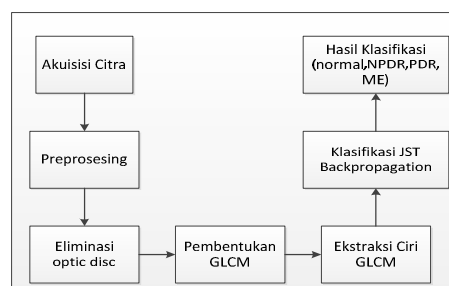 Akuisisi Citra
Preprosesing
Eliminasi
optic disc
Pembentukan
GLCM
Ekstraksi Ciri
GLCM
Klasifikasi JST
Backpropagation
Hasil Klasifikasi
(normal,NPDR,PDR,
ME)